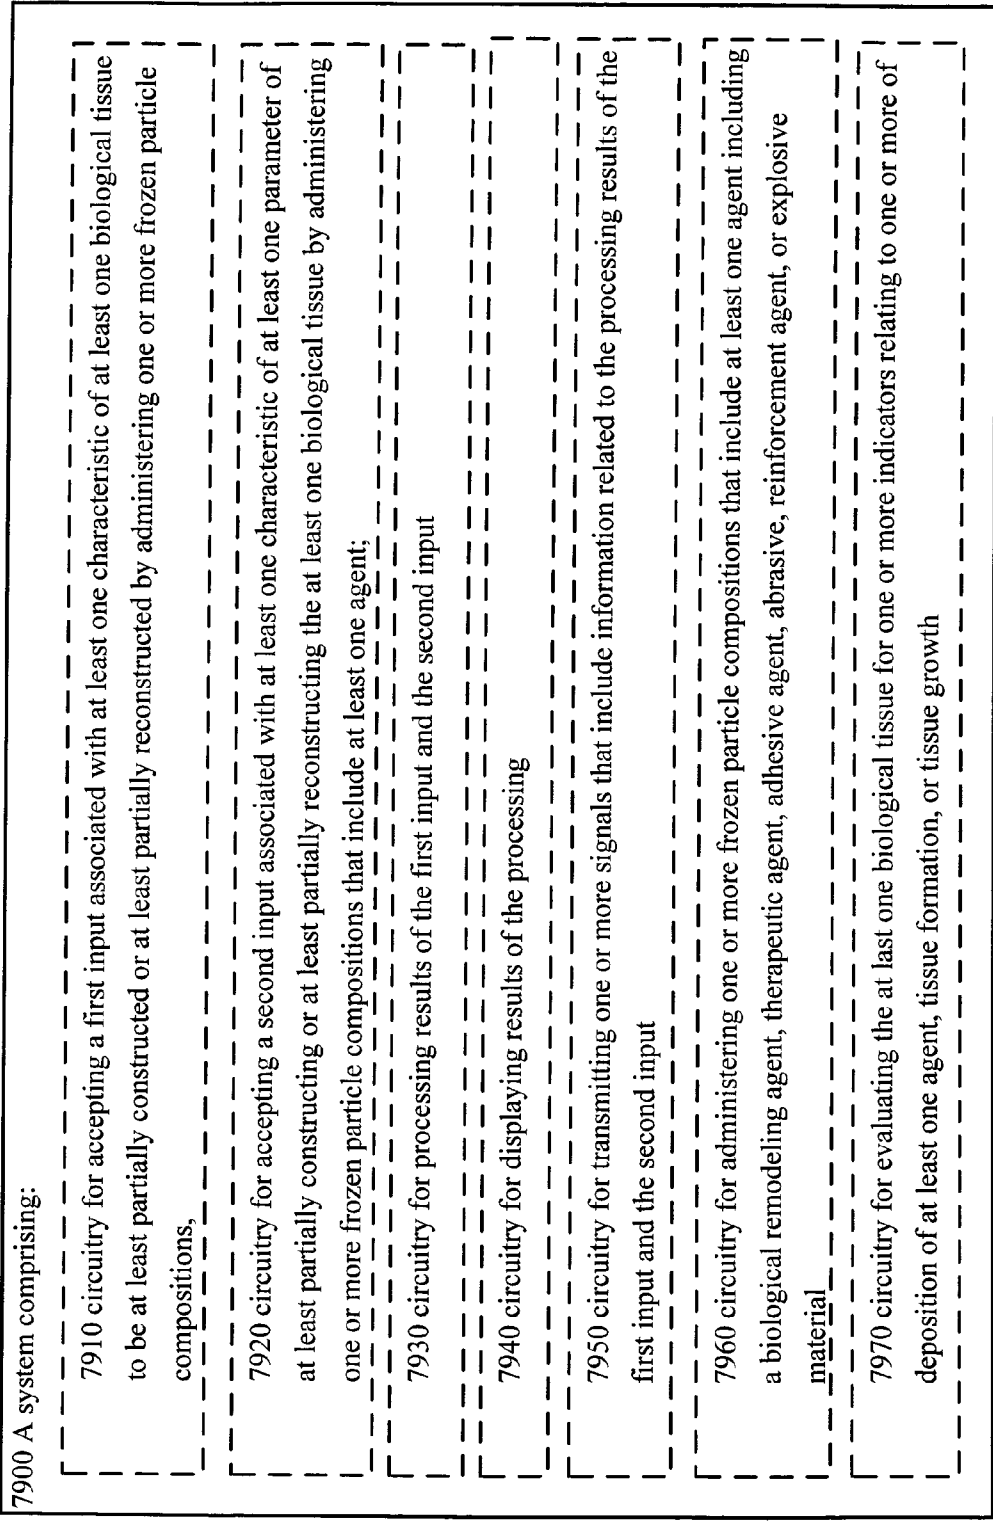 7900 A system comprising:
7910 circuitry for accepting a first input associated with at least one characteristic of at least one biological tissue
to be at least partially constructed or at least partially reconstructed by administering one or more frozen particle
compositions,
7920 circuitry for accepting a second input associated with at least one characteristic of at least one parameter of
at least partially constructing or at least partially reconstructing the at least one biological tissue by administering
one or more frozen particle compositions that include at least one agent;
7930 circuitry for processing results of the first input and the second input
7940 circuitry for displaying results of the processing
7950 circuitry for transmitting one or more signals that include information related to the processing results of the
first input and the second input
7960 circuitry for administering one or more frozen particle compositions that include at least one agent including
a biological remodeling agent, therapeutic agent, adhesive agent, abrasive, reinforcement agent, or explosive
material
7970 circuitry for evaluating the at last one biological tissue for one or more indicators relating to one or more of
deposition of at least one agent, tissue formation, or tissue growth